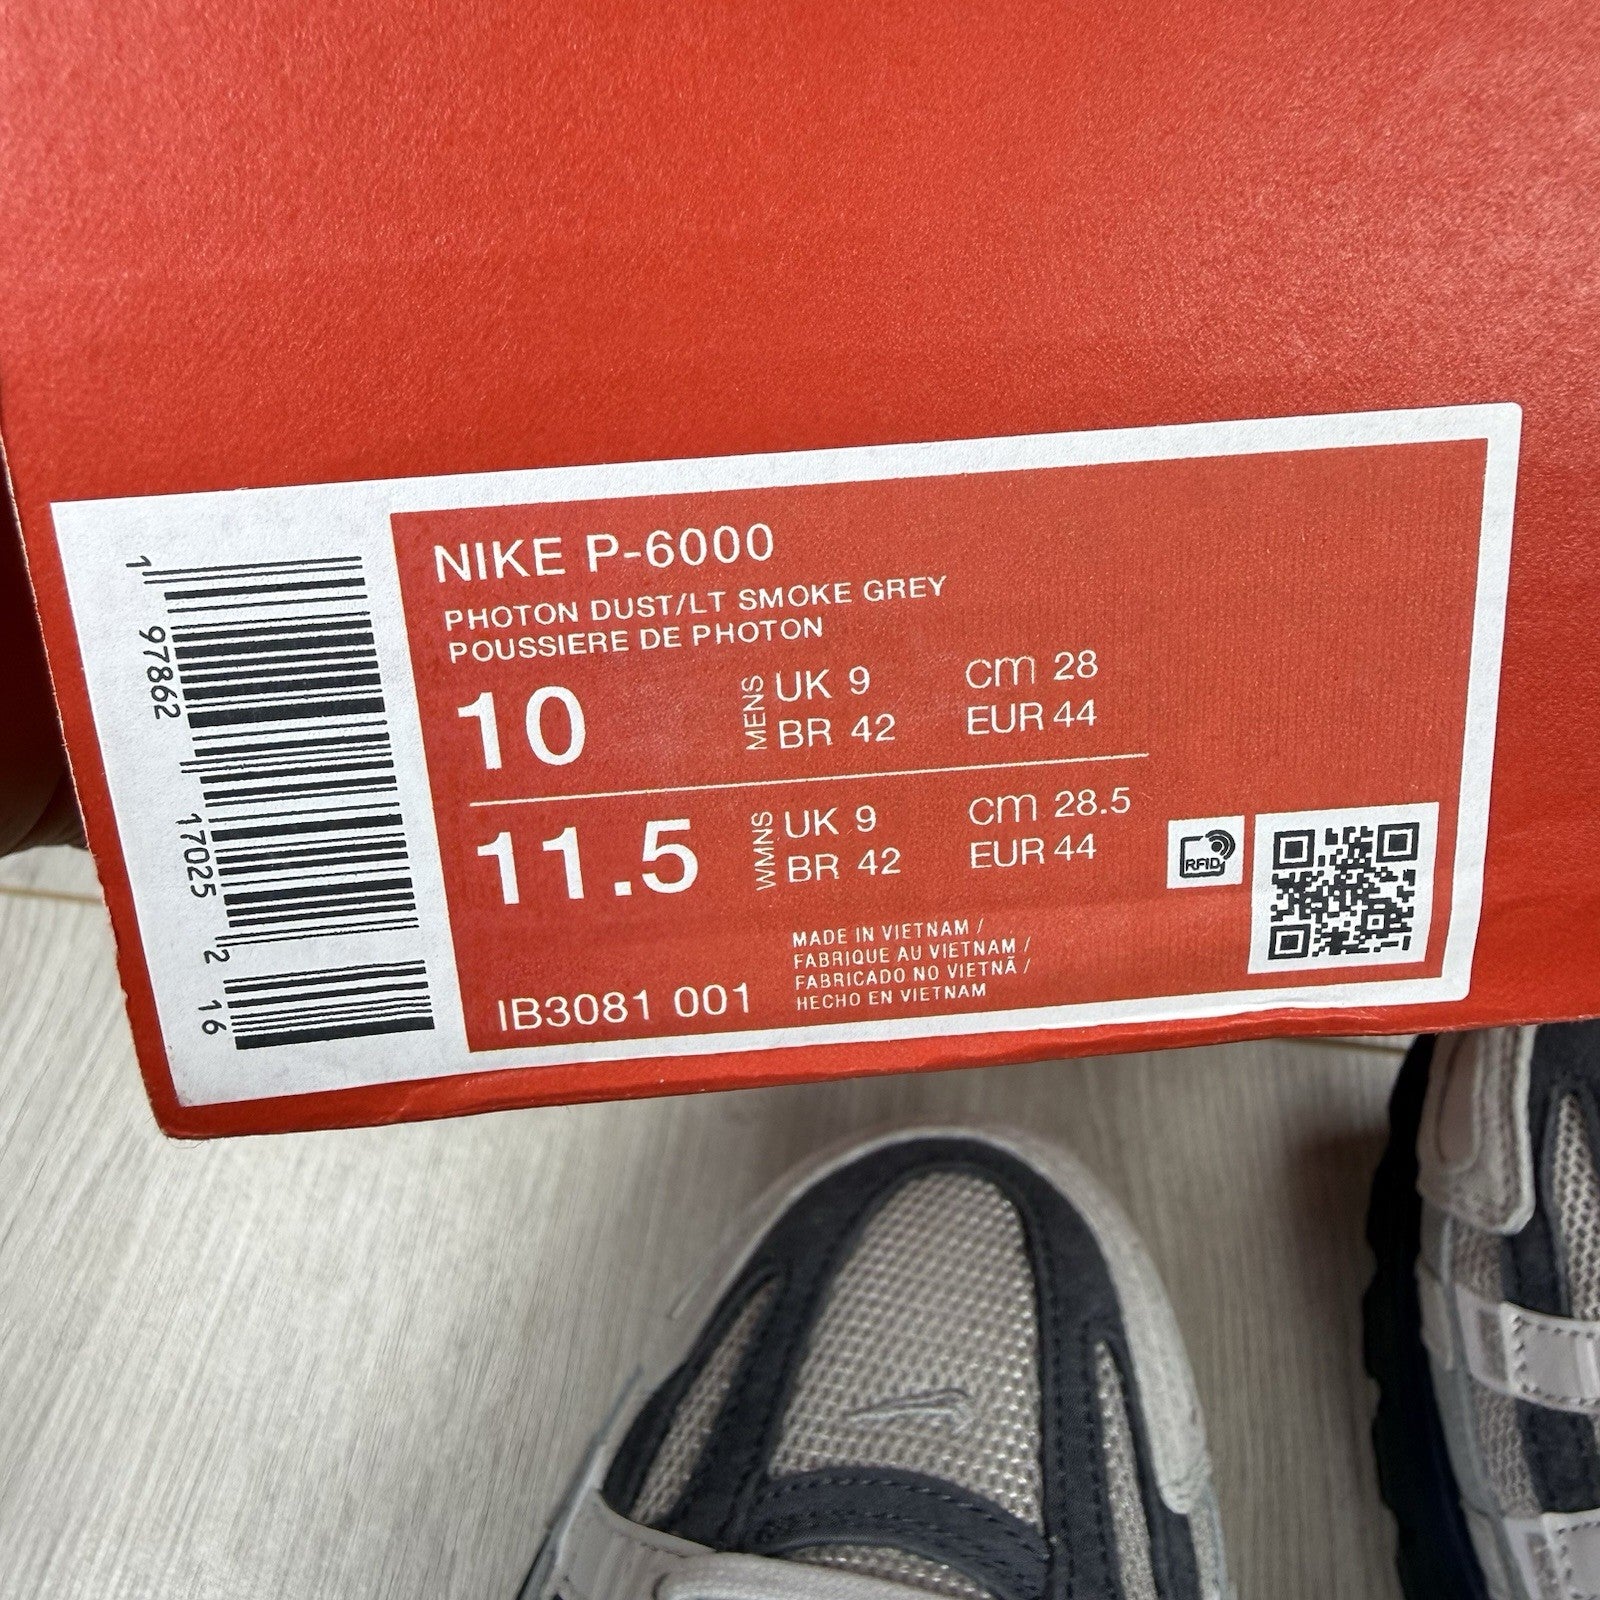 NIKE P-6000
PHOTON DUST/LT SMOKE GREY
POUSSIERE DE PHOTON
10
MENS
UK 9
cm 28
BR 42
EUR 44
11.5
WMNS
UK 9
cm 28.5
BR 42
EUR 44
RFID
MADE IN VIETNAM /
FABRIQUE AU VIETNAM /
FABRICADO NO VIETNÃ /
HECHO EN VIETNAM
IB3081 001
1 97862 17025 2 16